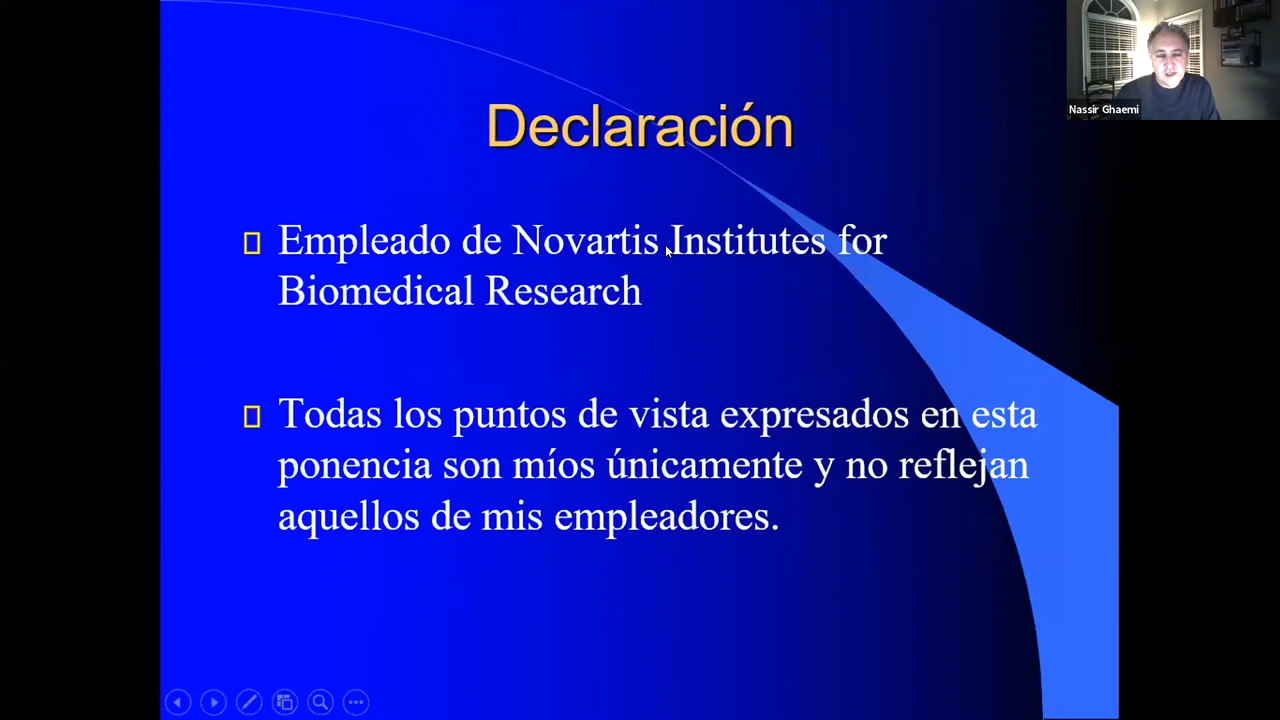 Nassir Ghaemi
Declaración
Empleado de Novartis Institutes for
Biomedical Research
Todas los puntos de vista expresados en esta
ponencia son míos únicamente y no reflejan
aquellos de mis empleadores.